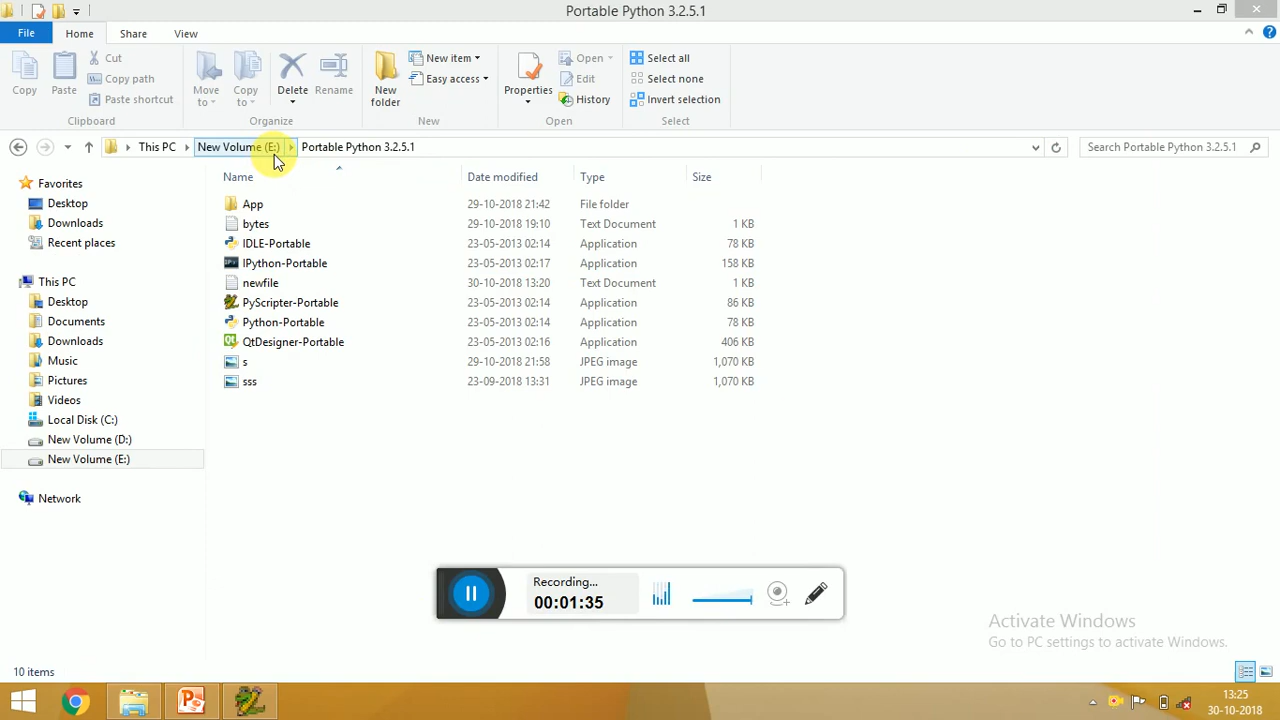 Portable Python 3.2.5.1
File Home Share View
Copy
Paste
Cut
Copy path
Paste shortcut
Clipboard
Move to
Copy to
Delete
Rename
Organize
New folder
New item
Easy access
New
Properties
Open
Edit
History
Open
Select all
Select none
Invert selection
Select
This PC New Volume (E:) Portable Python 3.2.5.1
Search Portable Python 3.2.5.1
Favorites
Desktop
Downloads
Recent places
This PC
Desktop
Documents
Downloads
Music
Pictures
Videos
Local Disk (C:)
New Volume (D:)
New Volume (E:)
Network
Name Date modified Type Size
App 29-10-2018 21:42 File folder
bytes 29-10-2018 19:10 Text Document 1 KB
IDLE-Portable 23-05-2013 02:14 Application 78 KB
IPython-Portable 23-05-2013 02:17 Application 158 KB
newfile 30-10-2018 13:20 Text Document 1 KB
PyScripter-Portable 23-05-2013 02:14 Application 86 KB
Python-Portable 23-05-2013 02:14 Application 78 KB
QtDesigner-Portable 23-05-2013 02:16 Application 406 KB
s 29-10-2018 21:58 JPEG image 1,070 KB
sss 23-09-2018 13:31 JPEG image 1,070 KB
Recording...
00:01:35
Activate Windows
Go to PC settings to activate Windows.
10 items
13:25
30-10-2018